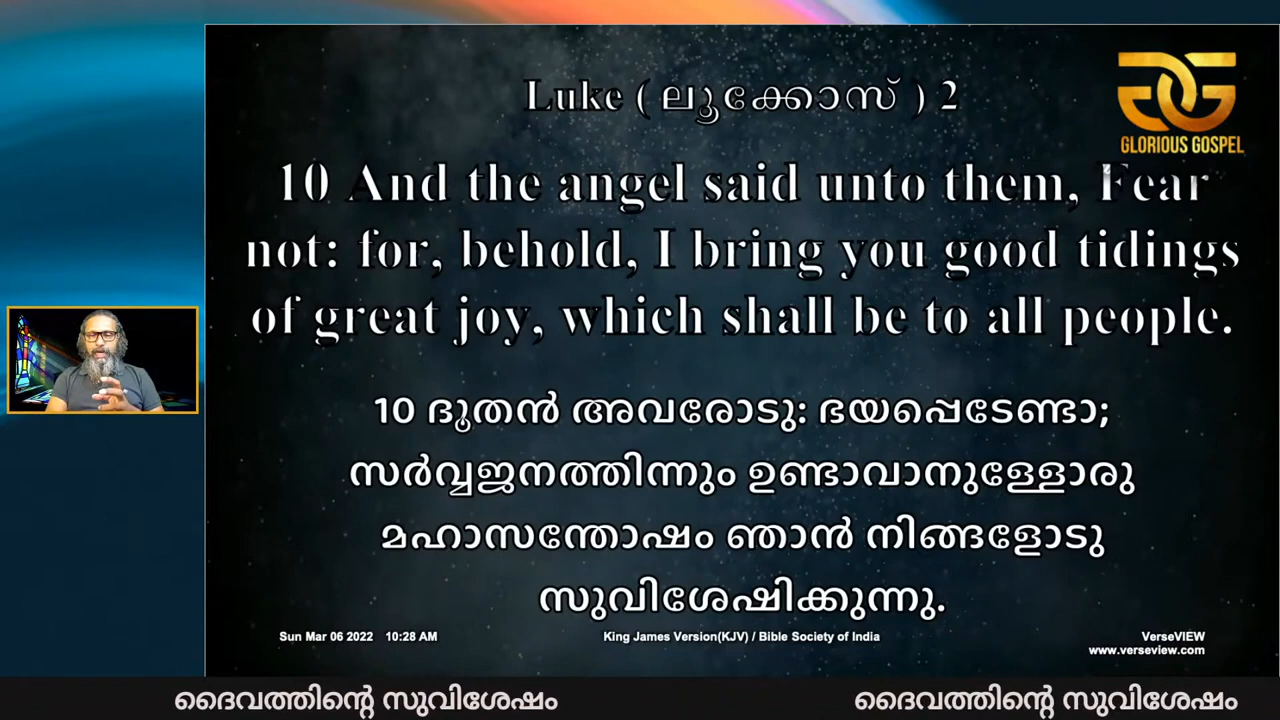 Luke ( ലൂക്കോസ് ) 2
GLORIOUS GOSPEL
10 And the angel said unto them, Fear
not: for, behold, I bring you good tidings
of great joy, which shall be to all people.
10 ദൂതൻ അവരോടു: ഭയപ്പെടേണ്ടാ;
സർവ്വജനത്തിന്നും ഉണ്ടാവാനുള്ളോരു
മഹാസന്തോഷം ഞാൻ നിങ്ങളോടു
സുവിശേഷിക്കുന്നു.
Sun Mar 06 2022 10:28 AM
King James Version(KJV) / Bible Society of India
VerseVIEW
www.verseview.com
ദൈവത്തിന്റെ സുവിശേഷം ദൈവത്തിന്റെ സുവിശേഷം